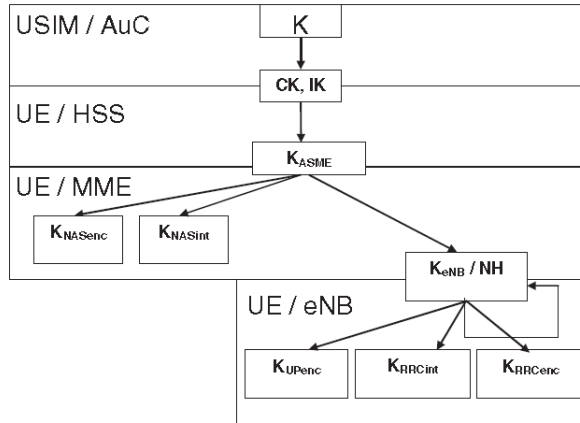 USIM / AuC
K
CK, IK
UE / HSS
KASME
UE / MME
KNASenc
KNASint
KeNB / NH
UE / eNB
KUPenc
KRRCint
KRRCenc